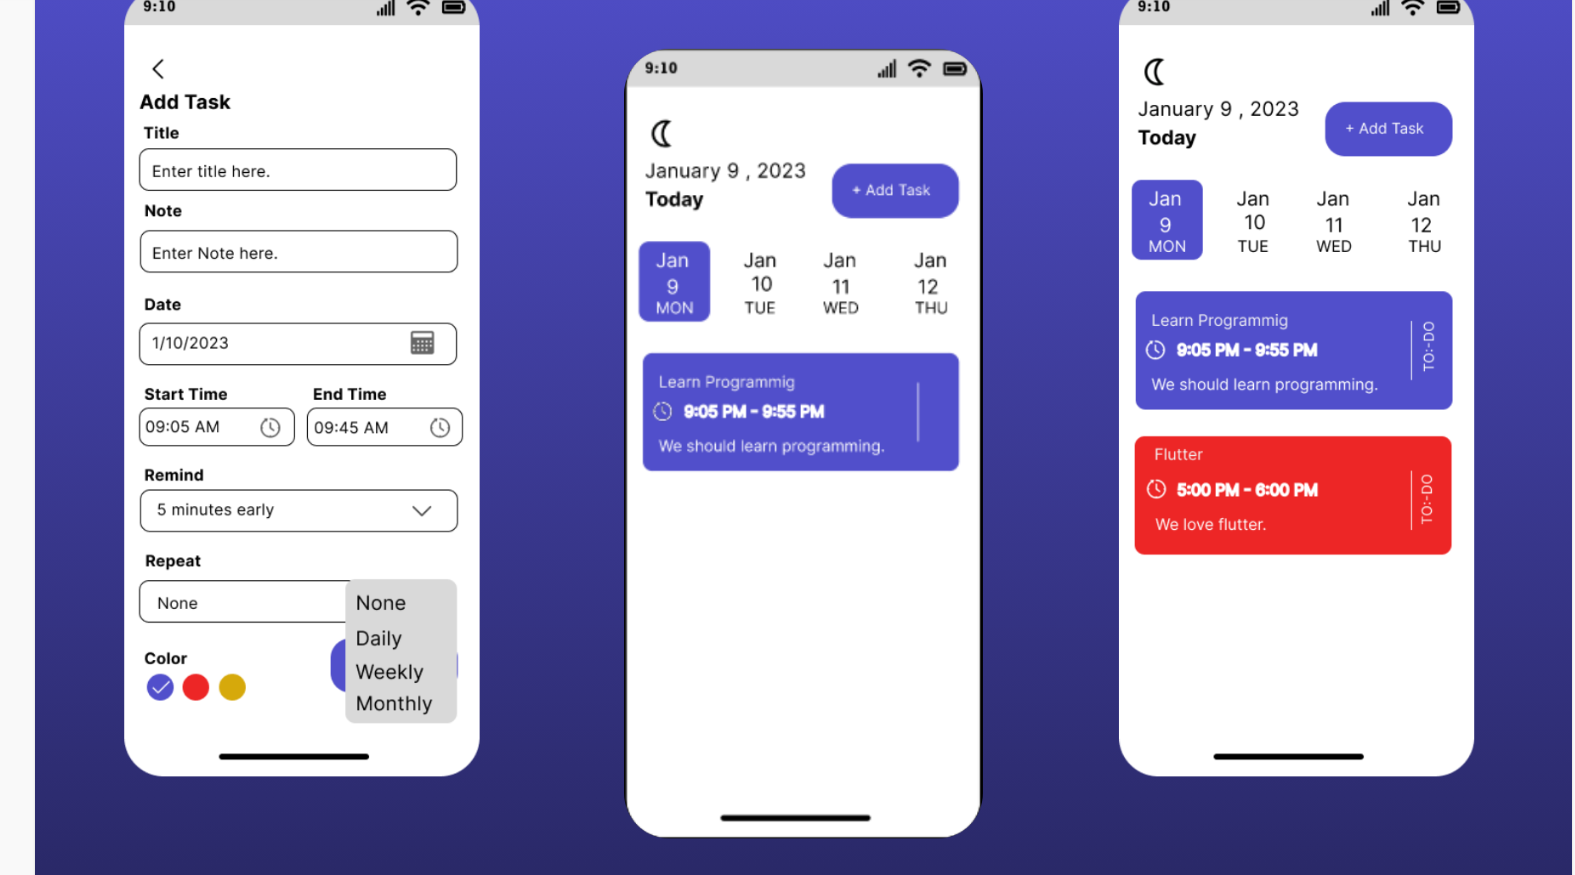 9:10
Add Task
Title
Enter title here.
Note
Enter Note here.
Date
1/10/2023
Start Time End Time
09:05 AM 09:45 AM
Remind
5 minutes early
Repeat
None
None
Daily
Weekly
Monthly
Color
9:10
January 9 , 2023
Today
+ Add Task
Jan Jan Jan Jan
9 10 11 12
MON TUE WED THU
Learn Programmig
9:05 PM - 9:55 PM
We should learn programming.
9:10
January 9 , 2023
Today
+ Add Task
Jan Jan Jan Jan
9 10 11 12
MON TUE WED THU
Learn Programmig
9:05 PM - 9:55 PM
We should learn programming.
TO:-DO
Flutter
5:00 PM - 6:00 PM
We love flutter.
TO:-DO